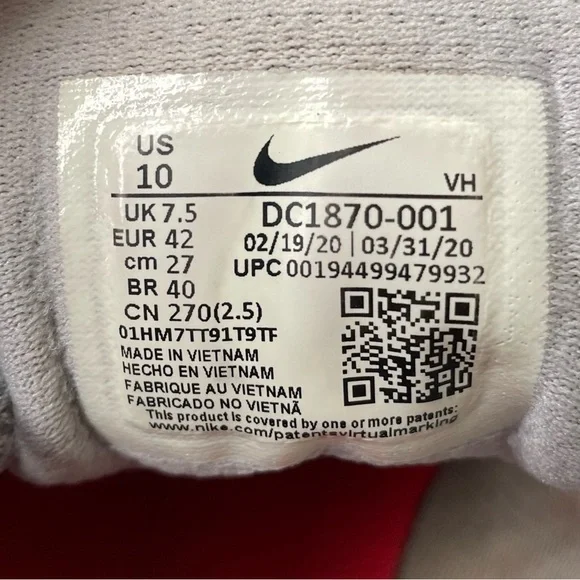 US
10
VH
UK 7.5
DC1870-001
EUR 42
02/19/20 | 03/31/20
cm 27
UPC 00194499479932
BR 40
CN 270(2.5)
01HM7TT91T9TF
MADE IN VIETNAM
HECHO EN VIETNAM
FABRIQUE AU VIETNAM
FABRICADO NO VIETNÃ
This product is covered by one or more patents:
www.nike.com/patentsvirtualmarking